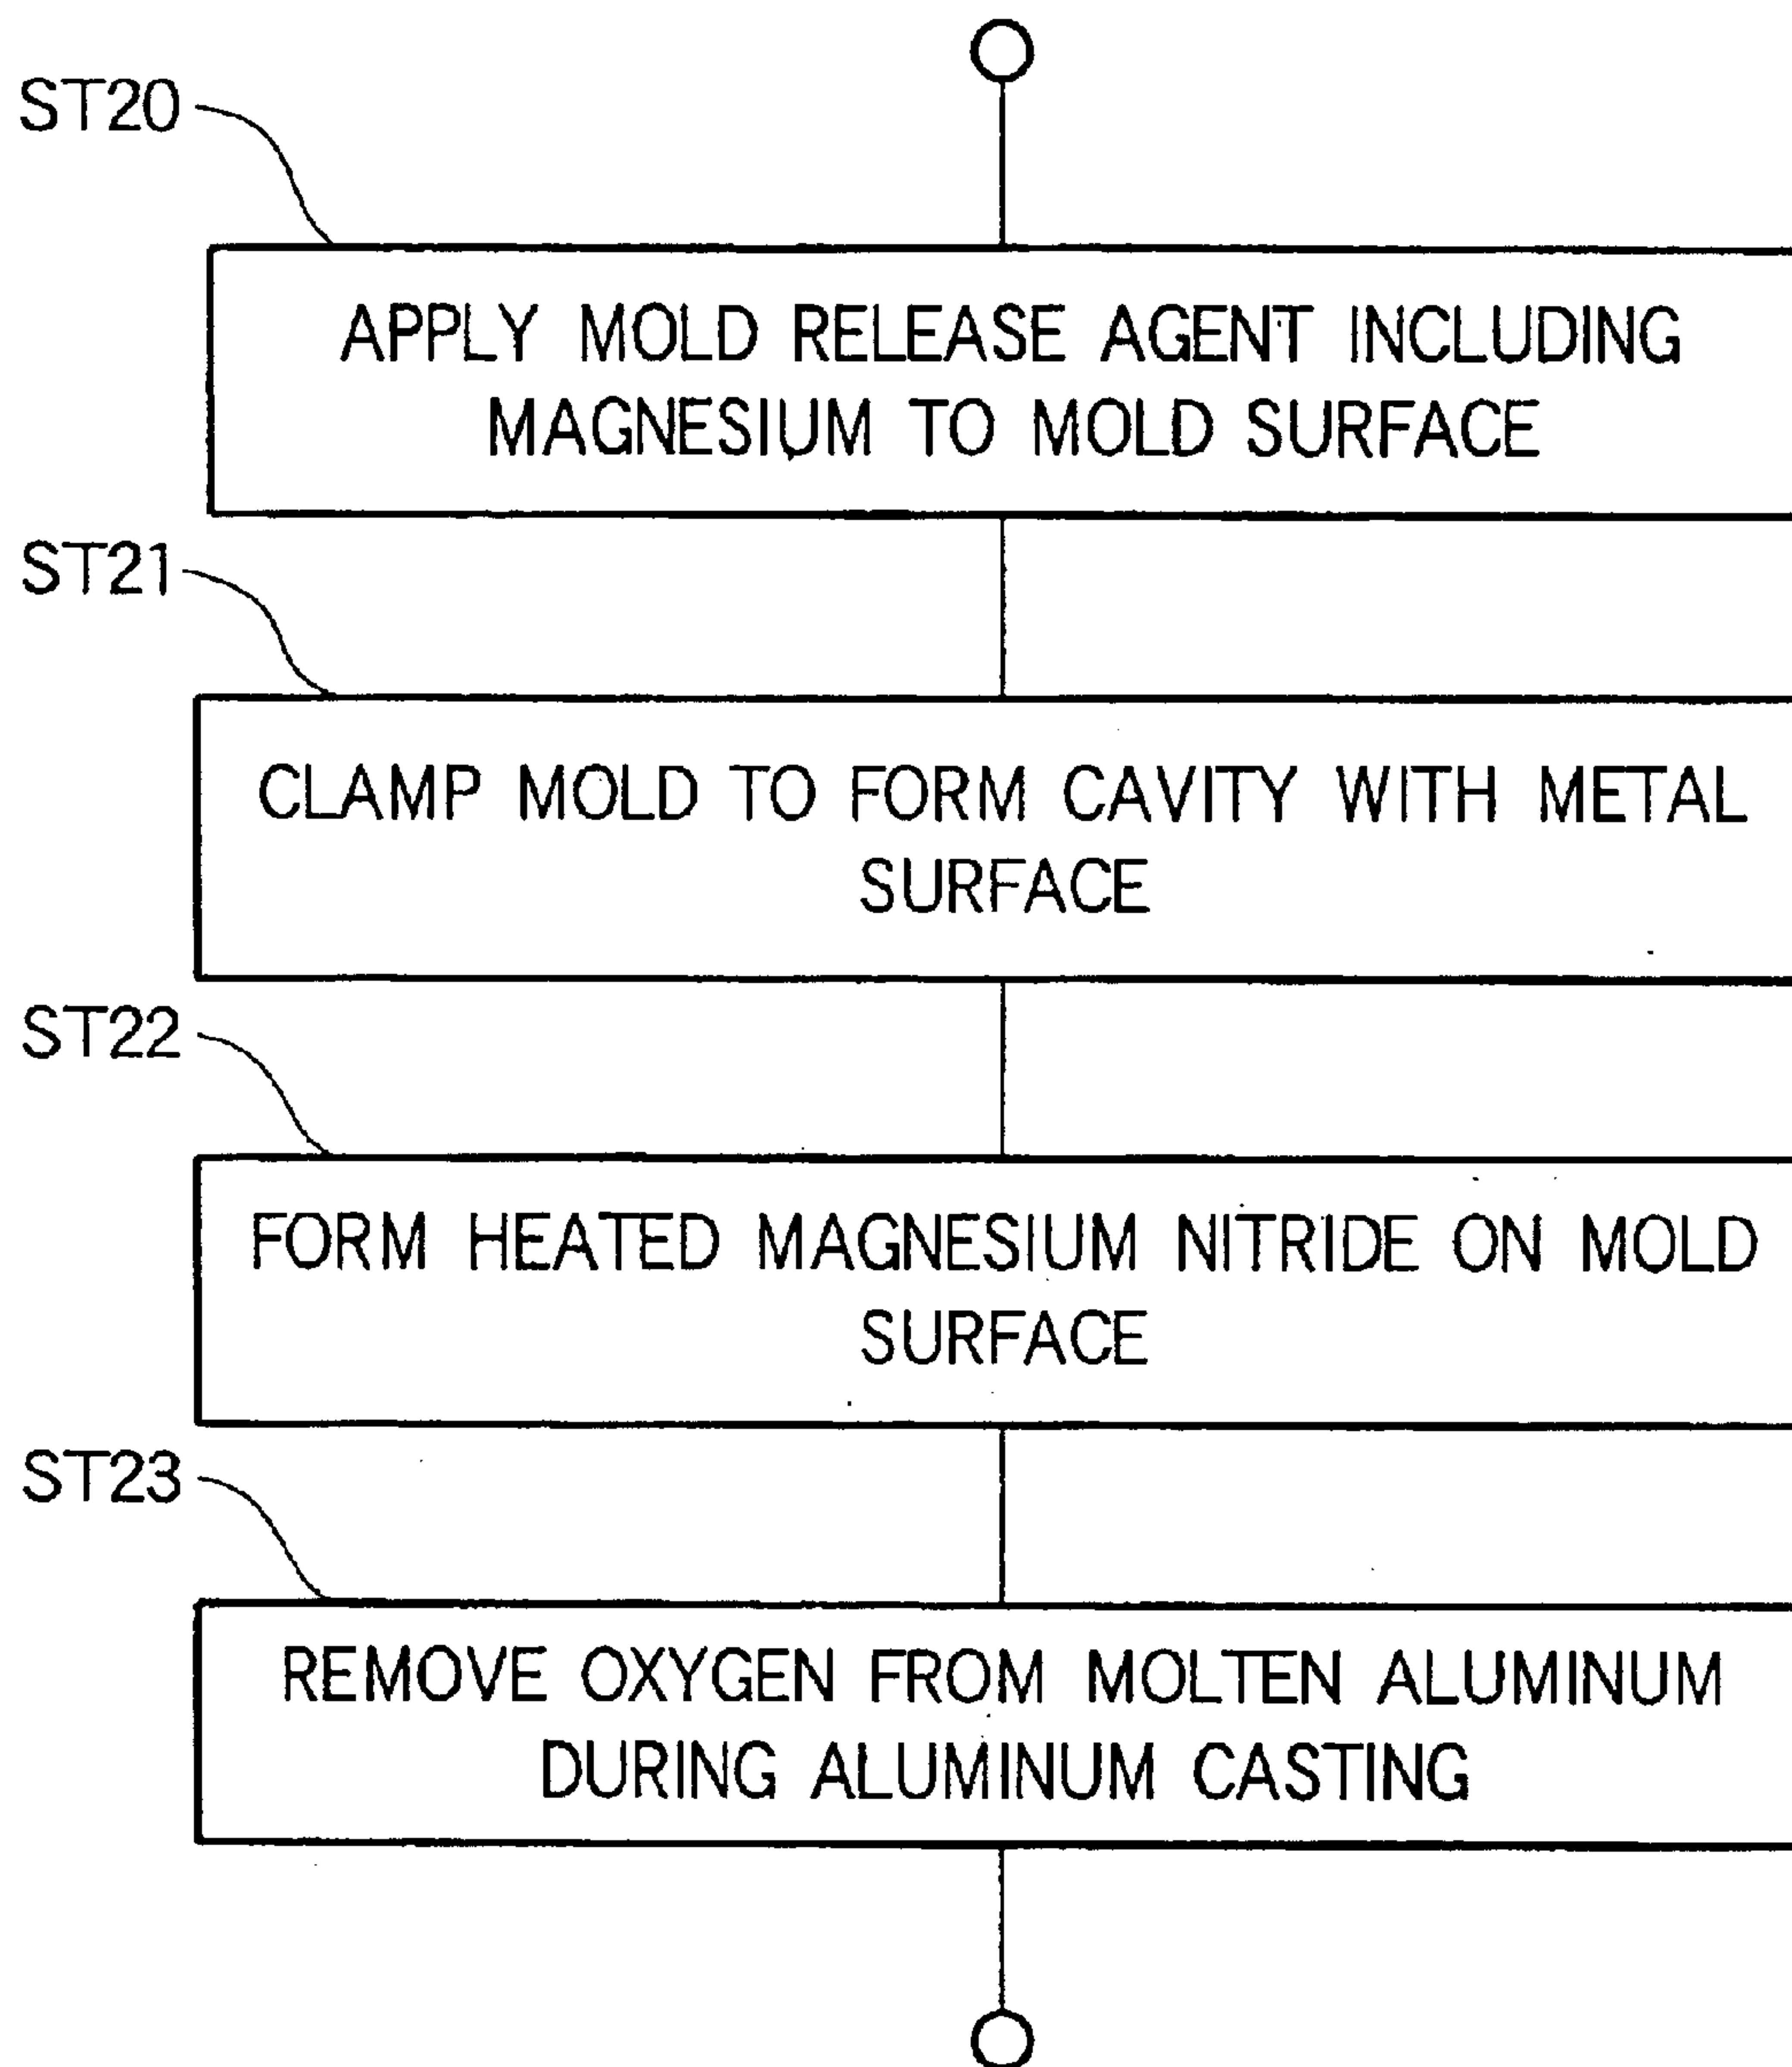 ST20
APPLY MOLD RELEASE AGENT INCLUDING
MAGNESIUM TO MOLD SURFACE
ST21
CLAMP MOLD TO FORM CAVITY WITH METAL
SURFACE
ST22
FORM HEATED MAGNESIUM NITRIDE ON MOLD
SURFACE
ST23
REMOVE OXYGEN FROM MOLTEN ALUMINUM
DURING ALUMINUM CASTING